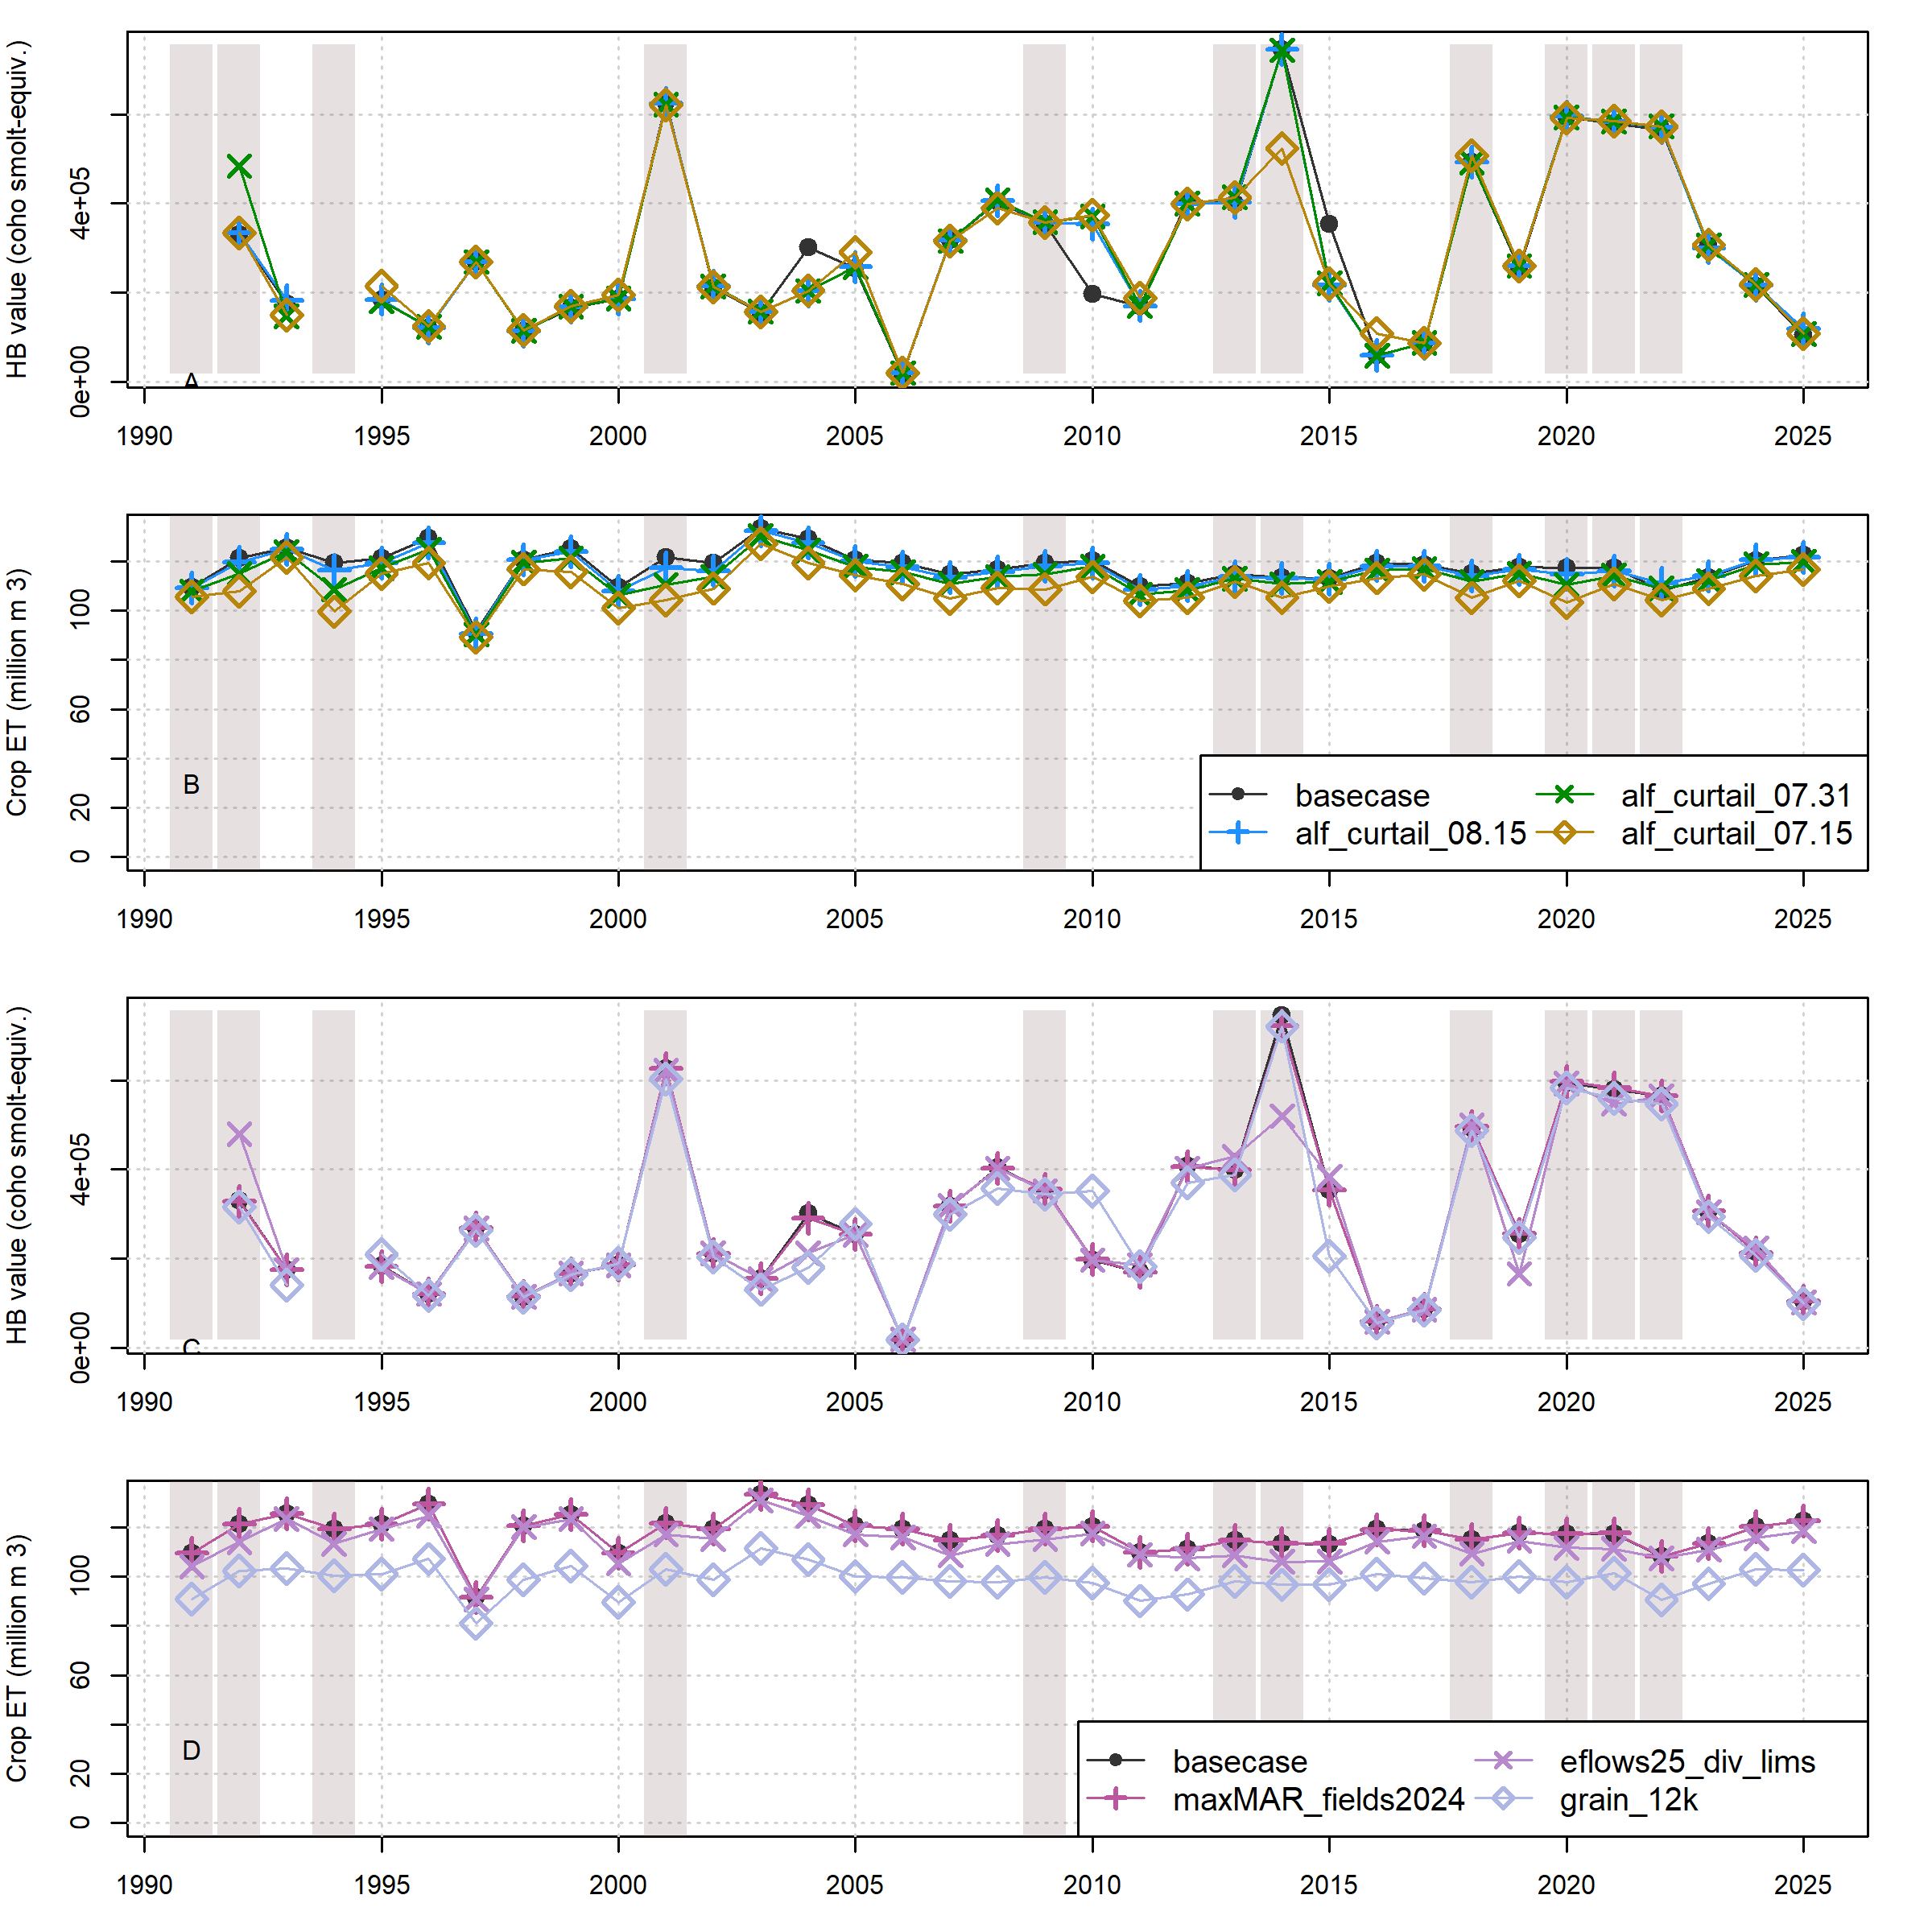 HB value (coho smolt-equiv.)
4e+05
0e+00
A
1990 1995 2000 2005 2010 2015 2020 2025
Crop ET (million m 3)
100
60
20
0
B
basecase alf_curtail_07.31
alf_curtail_08.15 alf_curtail_07.15
1990 1995 2000 2005 2010 2015 2020 2025
HB value (coho smolt-equiv.)
4e+05
0e+00
C
1990 1995 2000 2005 2010 2015 2020 2025
Crop ET (million m 3)
100
60
20
0
D
basecase eflows25_div_lims
maxMAR_fields2024 grain_12k
1990 1995 2000 2005 2010 2015 2020 2025